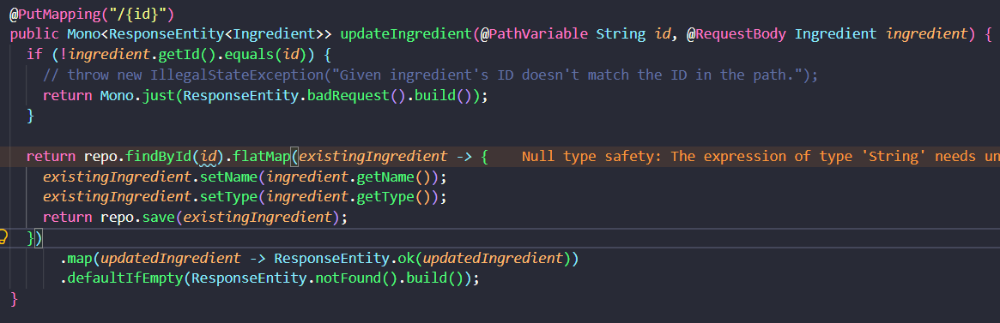 @PutMapping("/{id}")
public Mono<ResponseEntity<Ingredient>> updateIngredient(@PathVariable String id, @RequestBody Ingredient ingredient) {
  if (!ingredient.getId().equals(id)) {
    // throw new IllegalStateException("Given ingredient's ID doesn't match the ID in the path.");
    return Mono.just(ResponseEntity.badRequest().build());
  }
  return repo.findById(id).flatMap(existingIngredient -> {    Null type safety: The expression of type 'String' needs un
    existingIngredient.setName(ingredient.getName());
    existingIngredient.setType(ingredient.getType());
    return repo.save(existingIngredient);
  })
      .map(updatedIngredient -> ResponseEntity.ok(updatedIngredient))
      .defaultIfEmpty(ResponseEntity.notFound().build());
}